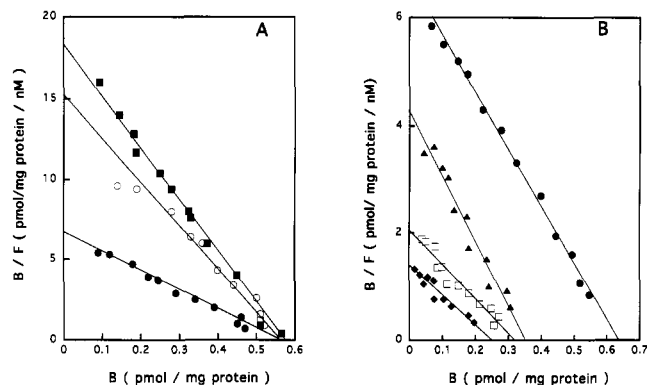 A
B / F ( pmol/mg protein / nM)
20
15
10
5
0
0 0.1 0.2 0.3 0.4 0.5 0.6
B ( pmol / mg protein)
B
B / F ( pmol/ mg protein / nM)
6
4
2
0
0 0.1 0.2 0.3 0.4 0.5 0.6 0.7
B ( pmol / mg protein)